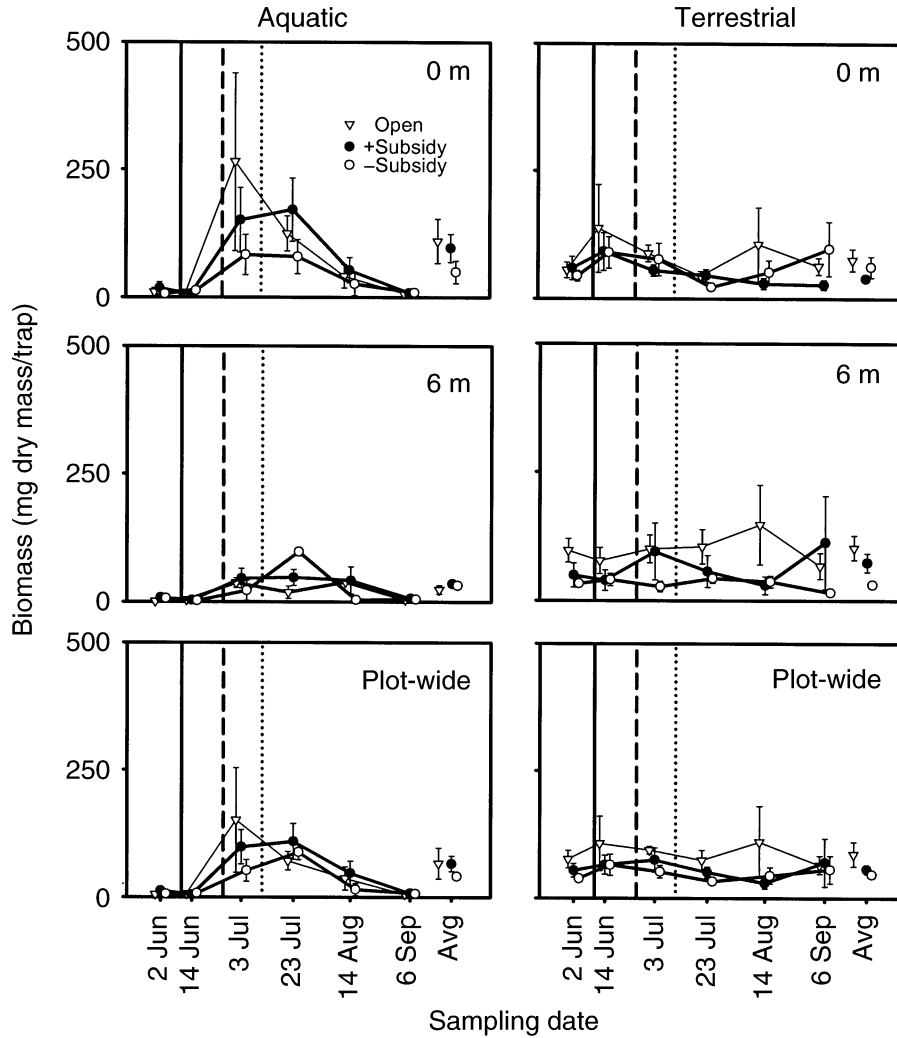 Aquatic
Terrestrial
Biomass (mg dry mass/trap)
500
250
0
0 m
Open
+Subsidy
–Subsidy
0 m
500
250
0
6 m
6 m
500
250
0
Plot-wide
Plot-wide
2 Jun
14 Jun
3 Jul
23 Jul
14 Aug
6 Sep
Avg
2 Jun
14 Jun
3 Jul
23 Jul
14 Aug
6 Sep
Avg
Sampling date